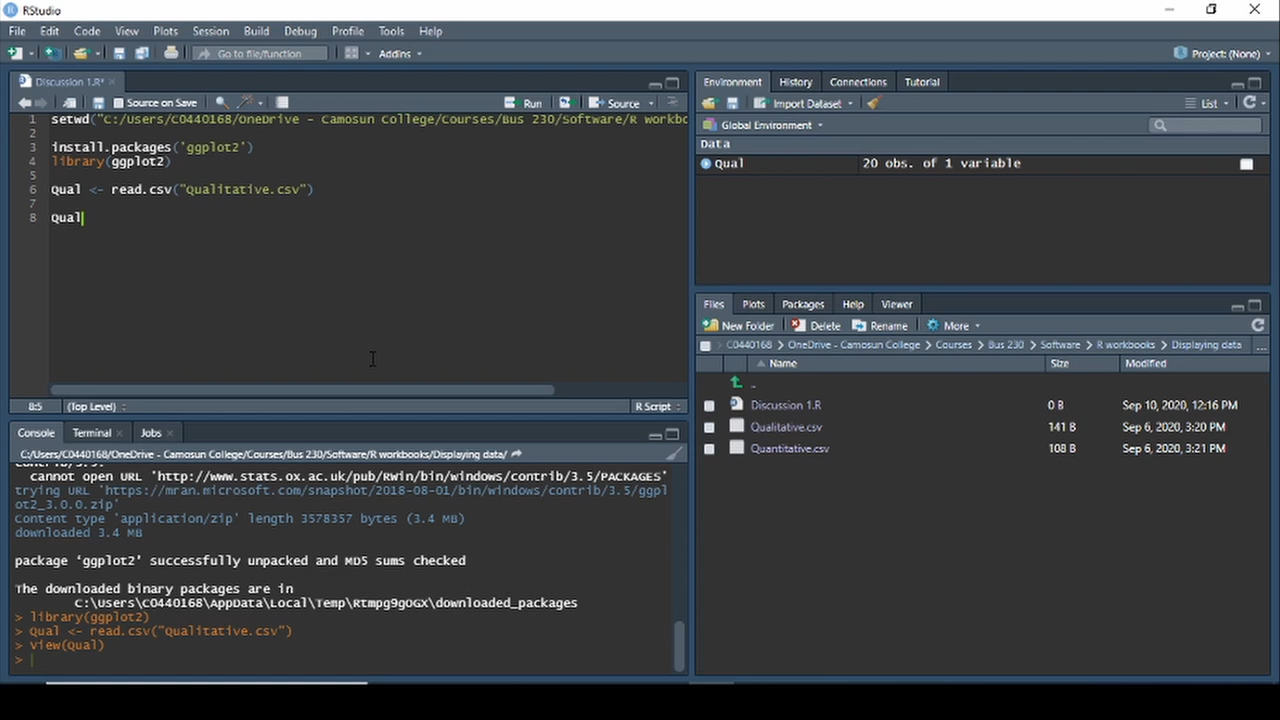 RStudio
File Edit Code View Plots Session Build Debug Profile Tools Help
Go to file/function Addins Project: (None)
Discussion 1.R*
Source on Save Run Source
1 setwd("C:/Users/C0440168/OneDrive - Camosun College/Courses/Bus 230/Software/R workbo
2
3 install.packages('ggplot2')
4 library(ggplot2)
5
6 Qual <- read.csv("Qualitative.csv")
7
8 Qual
8:5 (Top Level) R Script
Console Terminal Jobs
C:/Users/C0440168/OneDrive - Camosun College/Courses/Bus 230/Software/R workbooks/Displaying data/
contrib/3.5:
cannot open URL 'http://www.stats.ox.ac.uk/pub/RWin/bin/windows/contrib/3.5/PACKAGES'
trying URL 'https://mran.microsoft.com/snapshot/2018-08-01/bin/windows/contrib/3.5/ggpl
ot2_3.0.0.zip'
Content type 'application/zip' length 3578357 bytes (3.4 MB)
downloaded 3.4 MB
package 'ggplot2' successfully unpacked and MD5 sums checked
The downloaded binary packages are in
C:\Users\C0440168\AppData\Local\Temp\Rtmpg9gOGX\downloaded_packages
> library(ggplot2)
> Qual <- read.csv("Qualitative.csv")
> View(Qual)
>
Environment History Connections Tutorial
Import Dataset List
Global Environment
Data
Qual 20 obs. of 1 variable
Files Plots Packages Help Viewer
New Folder Delete Rename More
C0440168 > OneDrive - Camosun College > Courses > Bus 230 > Software > R workbooks > Displaying data ...
Name Size Modified
..
Discussion 1.R 0 B Sep 10, 2020, 12:16 PM
Qualitative.csv 141 B Sep 6, 2020, 3:20 PM
Quantitative.csv 108 B Sep 6, 2020, 3:21 PM